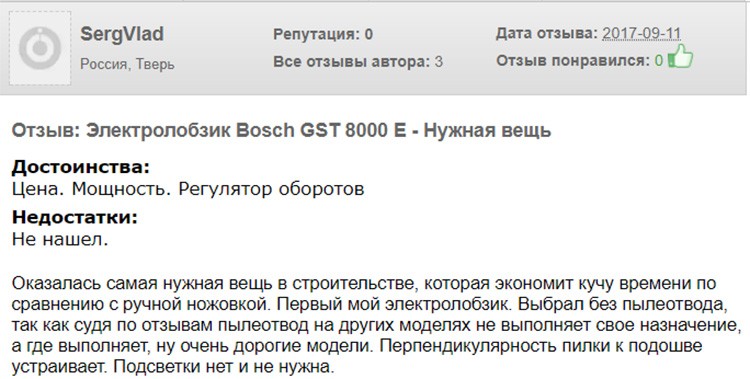 SergVlad
Россия, Тверь
Репутация: 0
Все отзывы автора: 3
Дата отзыва: 2017-09-11
Отзыв понравился: 0
Отзыв: Электролобзик Bosch GST 8000 E - Нужная вещь
Достоинства:
Цена. Мощность. Регулятор оборотов
Недостатки:
Не нашел.
Оказалась самая нужная вещь в строительстве, которая экономит кучу времени по
сравнению с ручной ножовкой. Первый мой электролобзик. Выбрал без пылеотвода,
так как судя по отзывам пылеотвод на других моделях не выполняет свое назначение,
а где выполняет, ну очень дорогие модели. Перпендикулярность пилки к подошве
устраивает. Подсветки нет и не нужна.